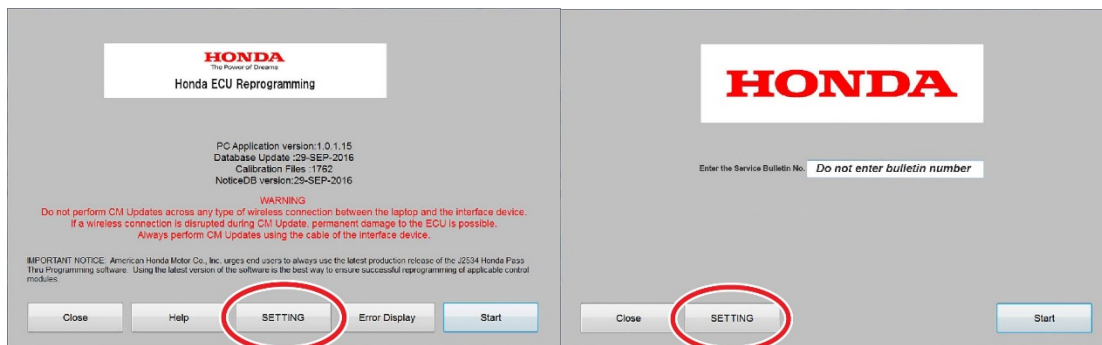 HONDA
The Power of Dreams
Honda ECU Reprogramming
PC Application version:1.0.1.15
Database Update :29-SEP-2016
Calibration Files :1762
NoticeDB version:29-SEP-2016
WARNING
Do not perform CM Updates across any type of wireless connection between the laptop and the interface device.
If a wireless connection is disrupted during CM Update, permanent damage to the ECU is possible.
Always perform CM Updates using the cable of the interface device.
IMPORTANT NOTICE: American Honda Motor Co., Inc. urges end users to always use the latest production release of the J2534 Honda Pass
Thru Programming software. Using the latest version of the software is the best way to ensure successful reprogramming of applicable control
modules
Close Help SETTING Error Display Start
HONDA
Enter the Service Bulletin No. Do not enter bulletin number
Close SETTING Start